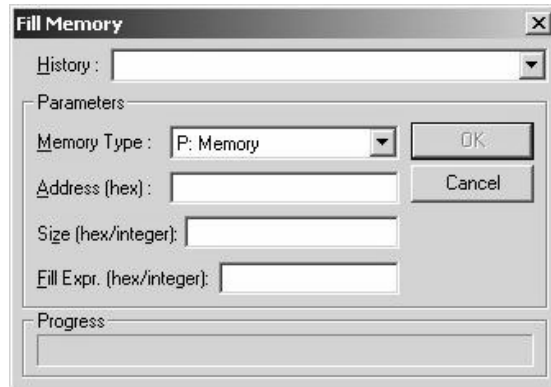 Fill Memory
History :
Parameters
Memory Type : P: Memory
OK
Address (hex) :
Cancel
Size (hex/integer):
Fill Expr. (hex/integer):
Progress